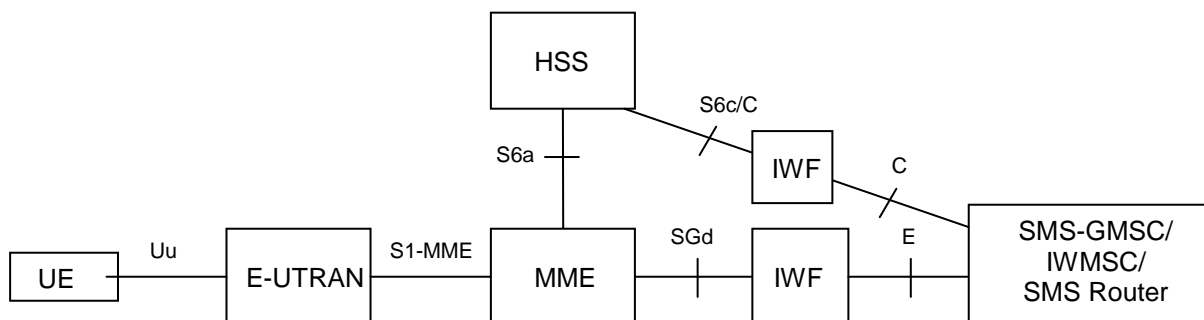 HSS
S6c/C
S6a
IWF
C
Uu
S1-MME
SGd
E
SMS-GMSC/
IWMSC/
SMS Router
UE
E-UTRAN
MME
IWF